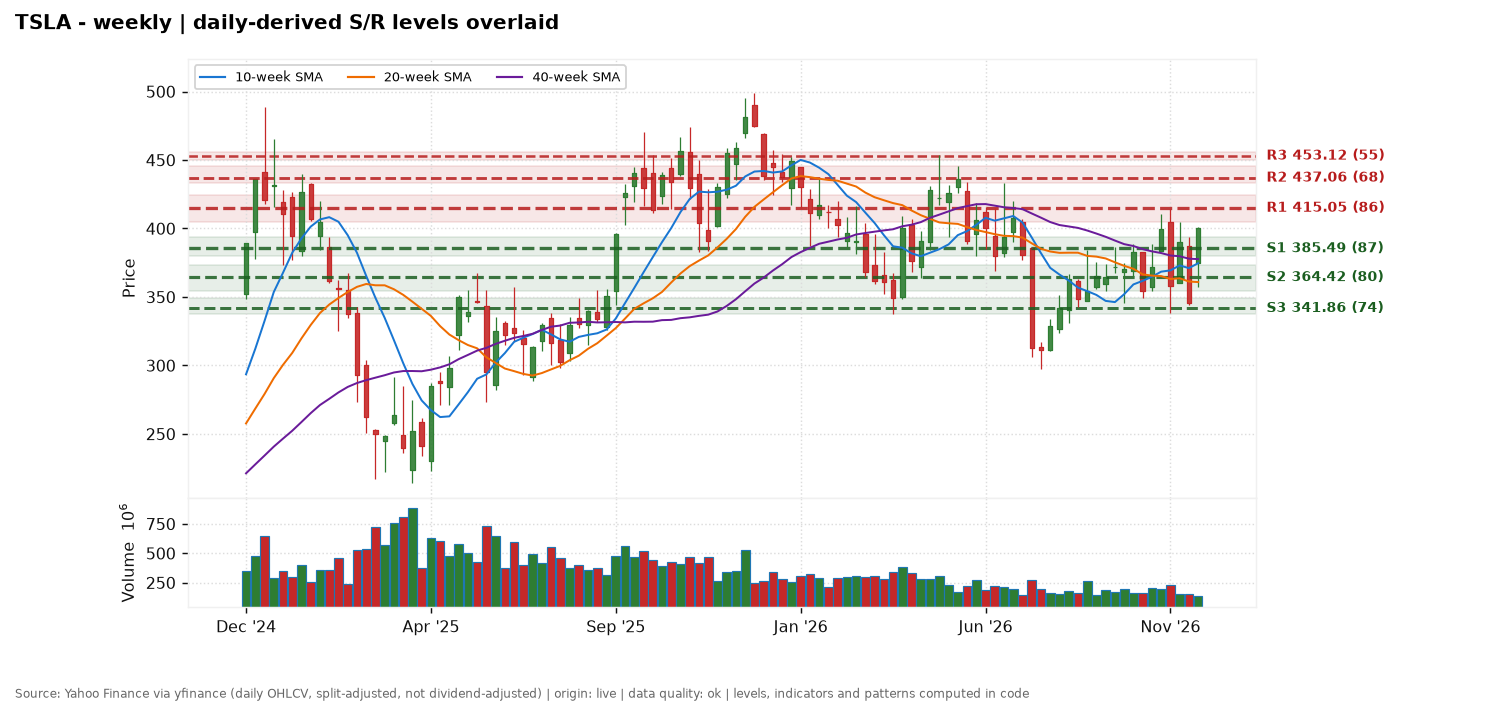 TSLA - weekly | daily-derived S/R levels overlaid
10-week SMA 20-week SMA 40-week SMA
Price
500
450
400
350
300
250
R3 453.12 (55)
R2 437.06 (68)
R1 415.05 (86)
S1 385.49 (87)
S2 364.42 (80)
S3 341.86 (74)
Volume 10⁶
750
500
250
Dec '24 Apr '25 Sep '25 Jan '26 Jun '26 Nov '26
Source: Yahoo Finance via yfinance (daily OHLCV, split-adjusted, not dividend-adjusted) | origin: live | data quality: ok | levels, indicators and patterns computed in code